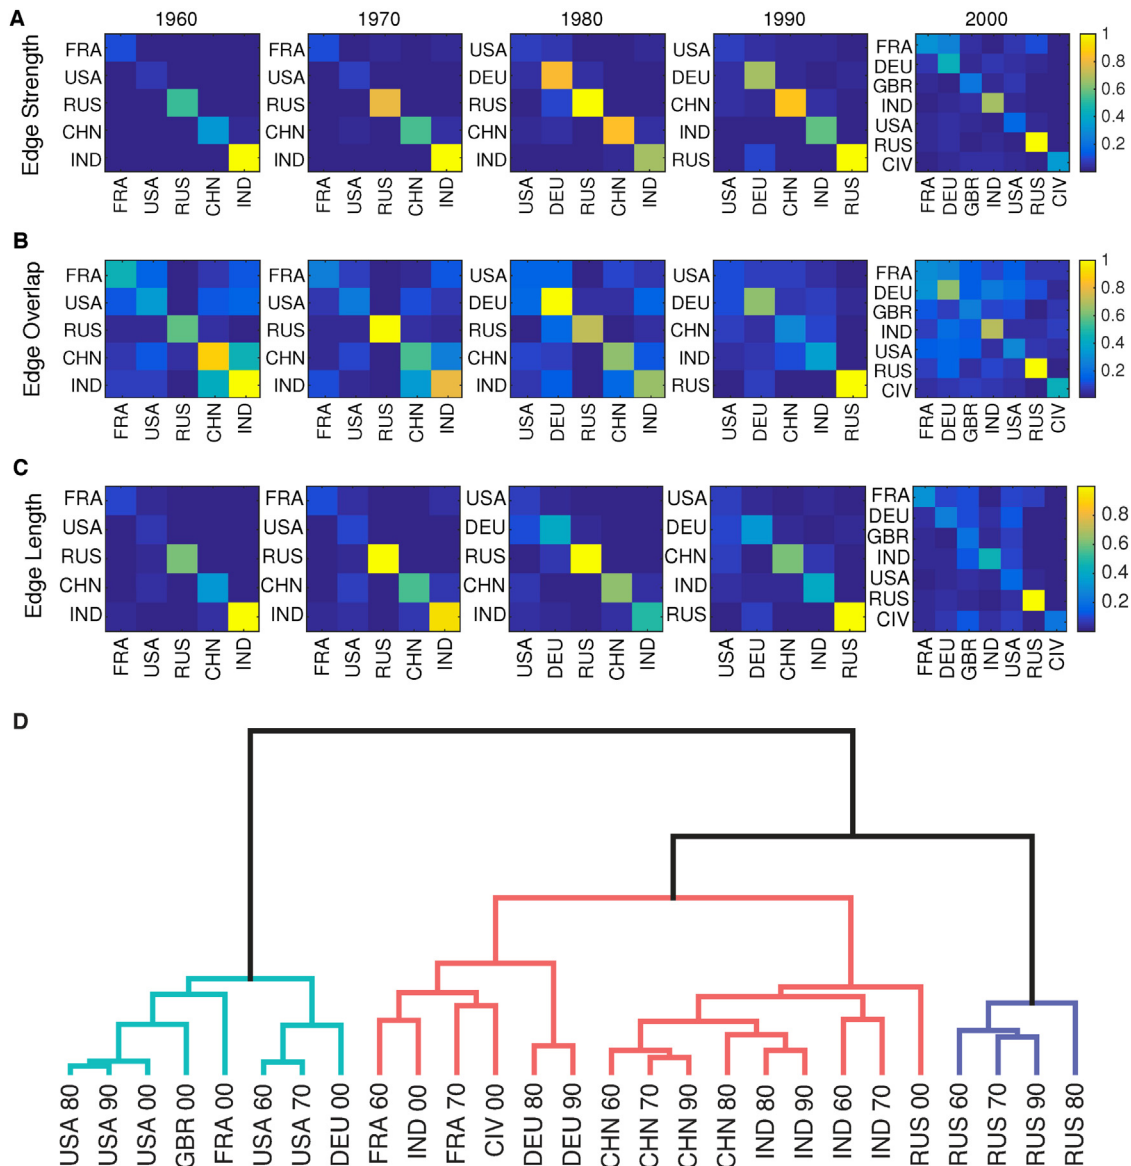 A
1960 1970 1980 1990 2000
Edge Strength
FRA
USA
RUS
CHN
IND
FRA USA RUS CHN IND
FRA
USA
RUS
CHN
IND
FRA USA RUS CHN IND
USA
DEU
RUS
CHN
IND
USA DEU RUS CHN IND
USA
DEU
CHN
IND
RUS
USA DEU CHN IND RUS
FRA
DEU
GBR
IND
USA
RUS
CIV
FRA DEU GBR IND USA RUS CIV
1
0.8
0.6
0.4
0.2
B
Edge Overlap
FRA
USA
RUS
CHN
IND
FRA USA RUS CHN IND
FRA
USA
RUS
CHN
IND
FRA USA RUS CHN IND
USA
DEU
RUS
CHN
IND
USA DEU RUS CHN IND
USA
DEU
CHN
IND
RUS
USA DEU CHN IND RUS
FRA
DEU
GBR
IND
USA
RUS
CIV
FRA DEU GBR IND USA RUS CIV
1
0.8
0.6
0.4
0.2
C
Edge Length
FRA
USA
RUS
CHN
IND
FRA USA RUS CHN IND
FRA
USA
RUS
CHN
IND
FRA USA RUS CHN IND
USA
DEU
RUS
CHN
IND
USA DEU RUS CHN IND
USA
DEU
CHN
IND
RUS
USA DEU CHN IND RUS
FRA
DEU
GBR
IND
USA
RUS
CIV
FRA DEU GBR IND USA RUS CIV
0.8
0.6
0.4
0.2
D
USA 80
USA 90
USA 00
GBR 00
FRA 00
USA 60
USA 70
DEU 00
FRA 60
IND 00
FRA 70
CIV 00
DEU 80
DEU 90
CHN 60
CHN 70
CHN 90
CHN 80
IND 80
IND 90
IND 60
IND 70
RUS 00
RUS 60
RUS 70
RUS 90
RUS 80